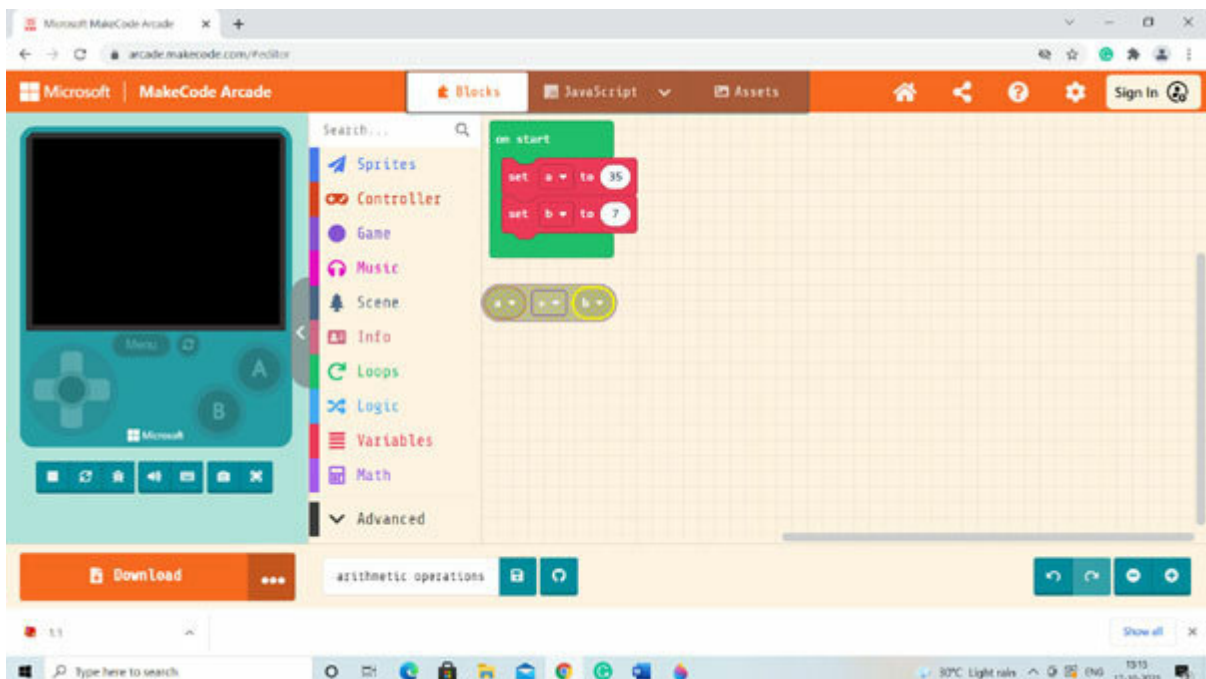 Microsoft MakeCode Arcade
arcade.makecode.com/#editor
Microsoft | MakeCode Arcade
Blocks
JavaScript
Assets
Sign In
Search...
Sprites
Controller
Game
Music
Scene
Info
Loops
Logic
Variables
Math
Advanced
on start
set a to 35
set b to 7
a
b
Menu
A
B
Microsoft
Download
arithmetic operations
Show all
Type here to search
30°C Light rain
ENG